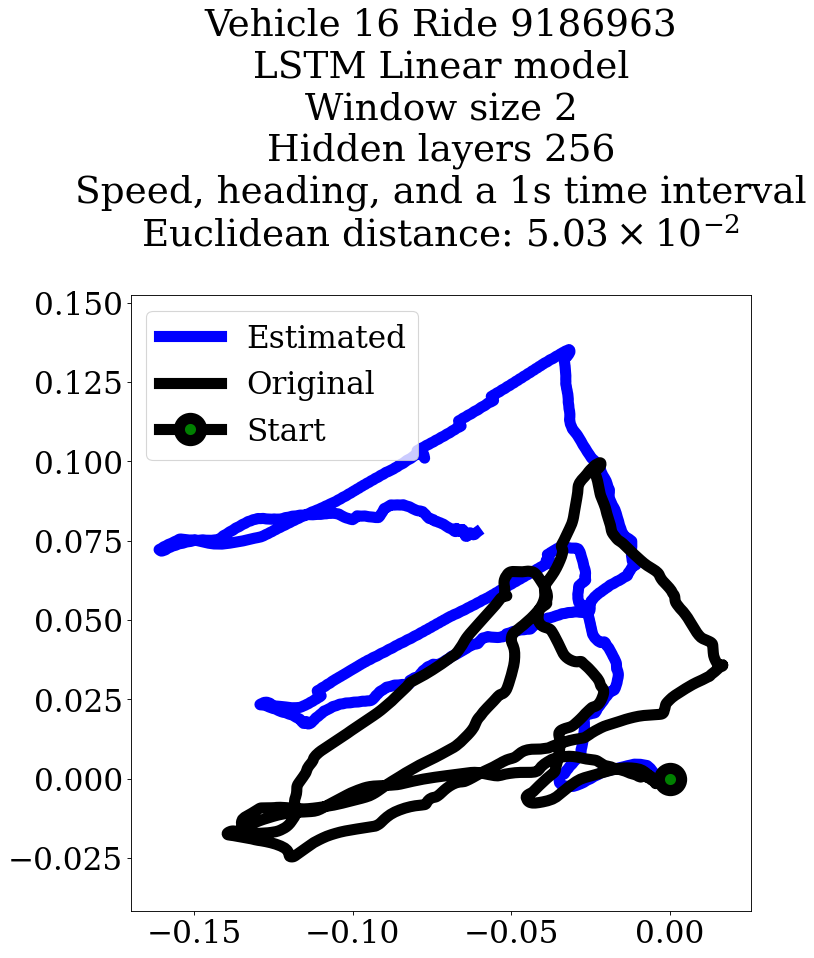 Vehicle 16 Ride 9186963
LSTM Linear model
Window size 2
Hidden layers 256
Speed, heading, and a 1s time interval
Euclidean distance: 5.03 × 10⁻²
0.150
0.125
0.100
0.075
0.050
0.025
0.000
−0.025
Estimated
Original
Start
−0.15
−0.10
−0.05
0.00